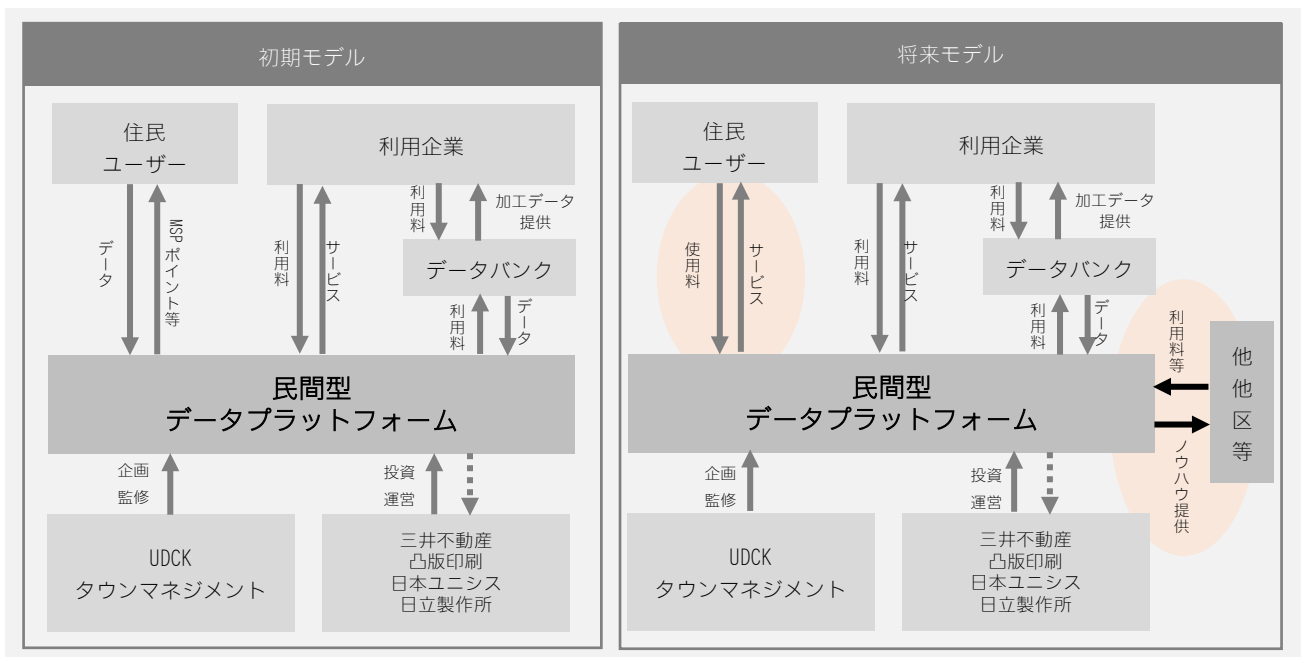 初期モデル
住民
ユーザー
利用企業
データ
MSPポイント等
利用料
サービス
利用料
加工データ
提供
データバンク
利用料
データ
民間型
データプラットフォーム
企画
監修
投資
運営
UDCK
タウンマネジメント
三井不動産
凸版印刷
日本ユニシス
日立製作所
将来モデル
住民
ユーザー
利用企業
使用料
サービス
利用料
サービス
利用料
加工データ
提供
データバンク
利用料
データ
民間型
データプラットフォーム
利用料等
ノウハウ提供
他他区等
企画
監修
投資
運営
UDCK
タウンマネジメント
三井不動産
凸版印刷
日本ユニシス
日立製作所